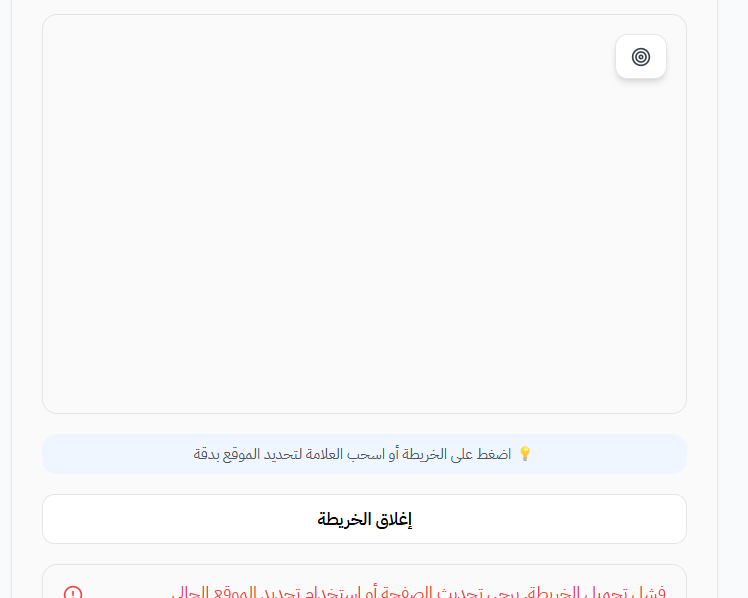 💡 اضغط على الخريطة أو اسحب العلامة لتحديد الموقع بدقة
إغلاق الخريطة
فشل تحميل الخريطة. يرجى تحديث الصفحة أو استخدام تحديد الموقع الحالي